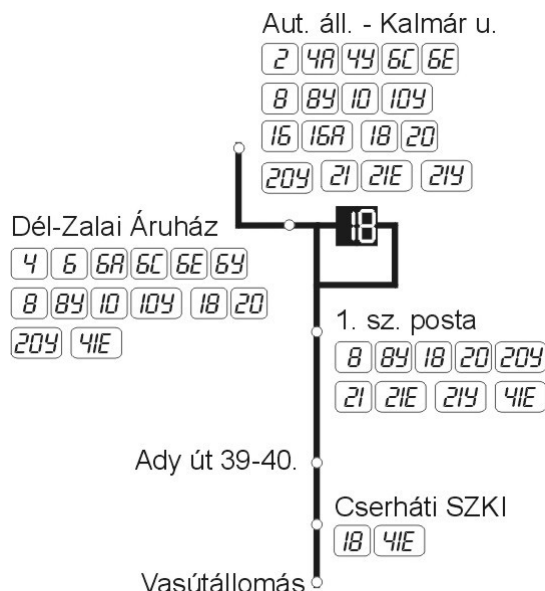 Aut. áll. - Kalmár u.
2 4A 4Y 6C 6E
8 8Y 10 10Y
16 16A 18 20
20Y 21 21E 21Y
18
Dél-Zalai Áruház
4 6 6A 6C 6E 6Y
8 8Y 10 10Y 18 20
20Y 41E
1. sz. posta
8 8Y 18 20 20Y
21 21E 21Y 41E
Ady út 39-40.
Cserháti SZKI
18 41E
Vasútállomás